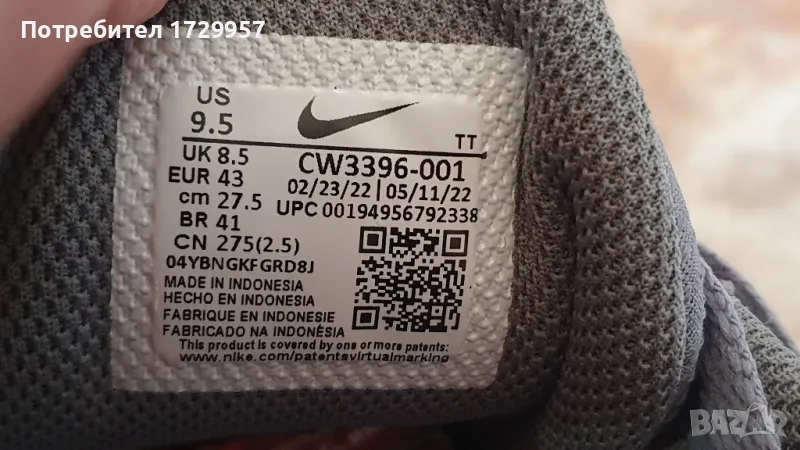 Потребител 1729957
US
9.5
TT
UK 8.5
EUR 43
cm 27.5
BR 41
CN 275(2.5)
CW3396-001
02/23/22 | 05/11/22
UPC 00194956792338
04YBNGKFGRD8J
MADE IN INDONESIA
HECHO EN INDONESIA
FABRIQUE EN INDONESIE
FABRICADO NA INDONÉSIA
This product is covered by one or more patents:
www.nike.com/patentsvirtualmarking
BAZAR